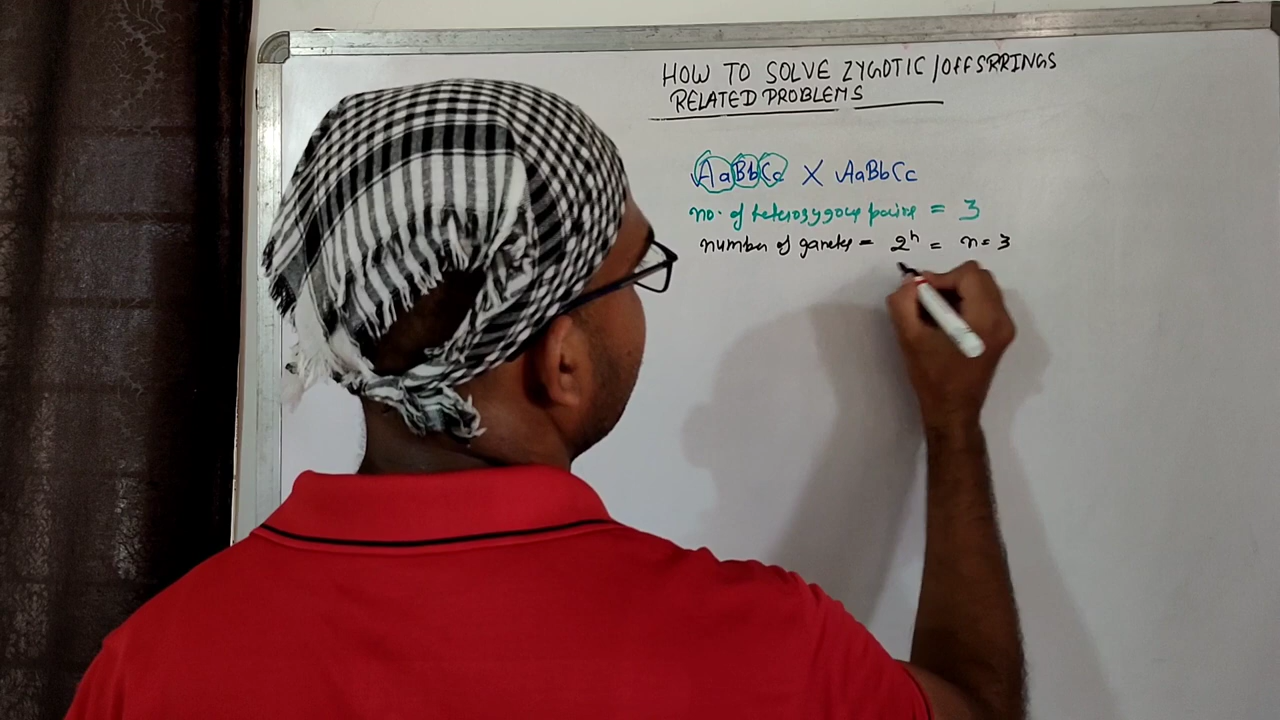 HOW TO SOLVE ZYGOTIC/OFFSRRINGS
RELATED PROBLEMS
AaBbCc X AaBbCc
no. of heterozygous pairs = 3
number of gametes = 2ⁿ = n = 3